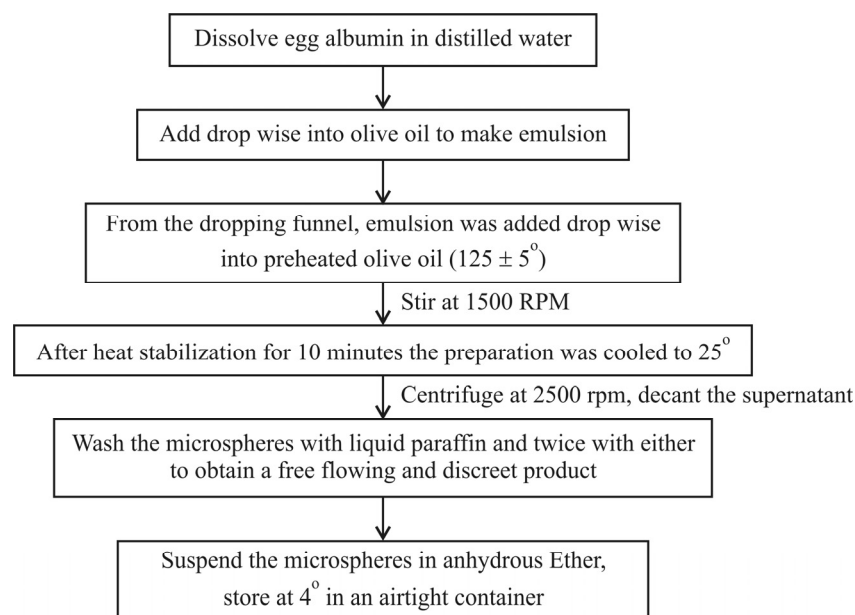 Dissolve egg albumin in distilled water
Add drop wise into olive oil to make emulsion
From the dropping funnel, emulsion was added drop wise
into preheated olive oil (125 ± 5°)
Stir at 1500 RPM
After heat stabilization for 10 minutes the preparation was cooled to 25°
Centrifuge at 2500 rpm, decant the supernatant
Wash the microspheres with liquid paraffin and twice with either
to obtain a free flowing and discreet product
Suspend the microspheres in anhydrous Ether,
store at 4° in an airtight container